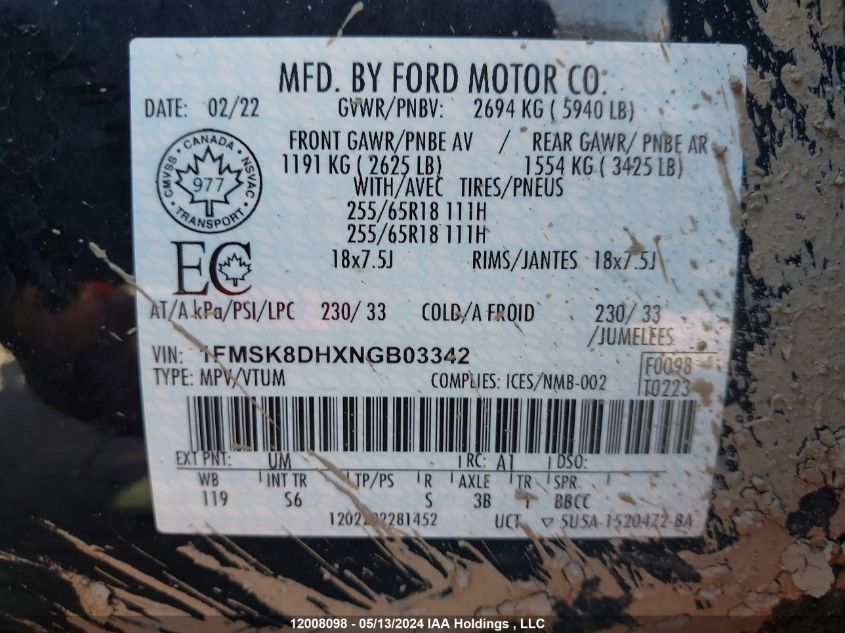 MFD. BY FORD MOTOR CO.
DATE: 02/22 GVWR/PNBV: 2694 KG ( 5940 LB)
FRONT GAWR/PNBE AV / REAR GAWR/ PNBE AR
1191 KG ( 2625 LB) 1554 KG ( 3425 LB)
WITH/AVEC TIRES/PNEUS
255/65R18 111H
255/65R18 111H
18x7.5J RIMS/JANTES 18x7.5J
CANADA
CMVSS NSVAC
977
TRANSPORT
EC
AT/A kPa/PSI/LPC 230/ 33 COLD/A FROID 230/ 33
/JUMELEES
VIN: 1FMSK8DHXNGB03342
F0098
T0223
TYPE: MPV/VTUM COMPLIES: ICES/NMB-002
EXT PNT: UM RC: A1 DSO:
WB INT TR TP/PS R AXLE TR SPR
119 S6 S 3B BBCC
1202202281452 UCT 5U5A-1520472-BA
12008098 - 05/13/2024 IAA Holdings , LLC